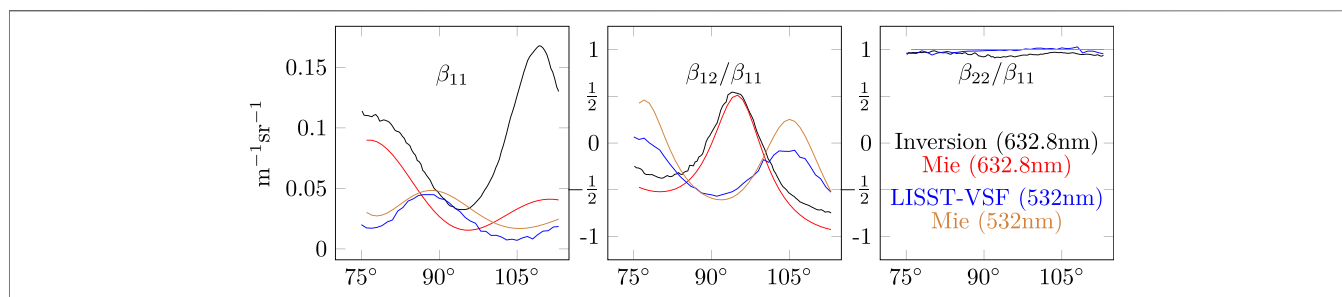 β11
β12/β11
β22/β11
m−1sr−1
0.15
0.1
0.05
0
1
1/2
0
−1/2
-1
1
1/2
0
−1/2
-1
Inversion (632.8nm)
Mie (632.8nm)
LISST-VSF (532nm)
Mie (532nm)
75° 90° 105°
75° 90° 105°
75° 90° 105°